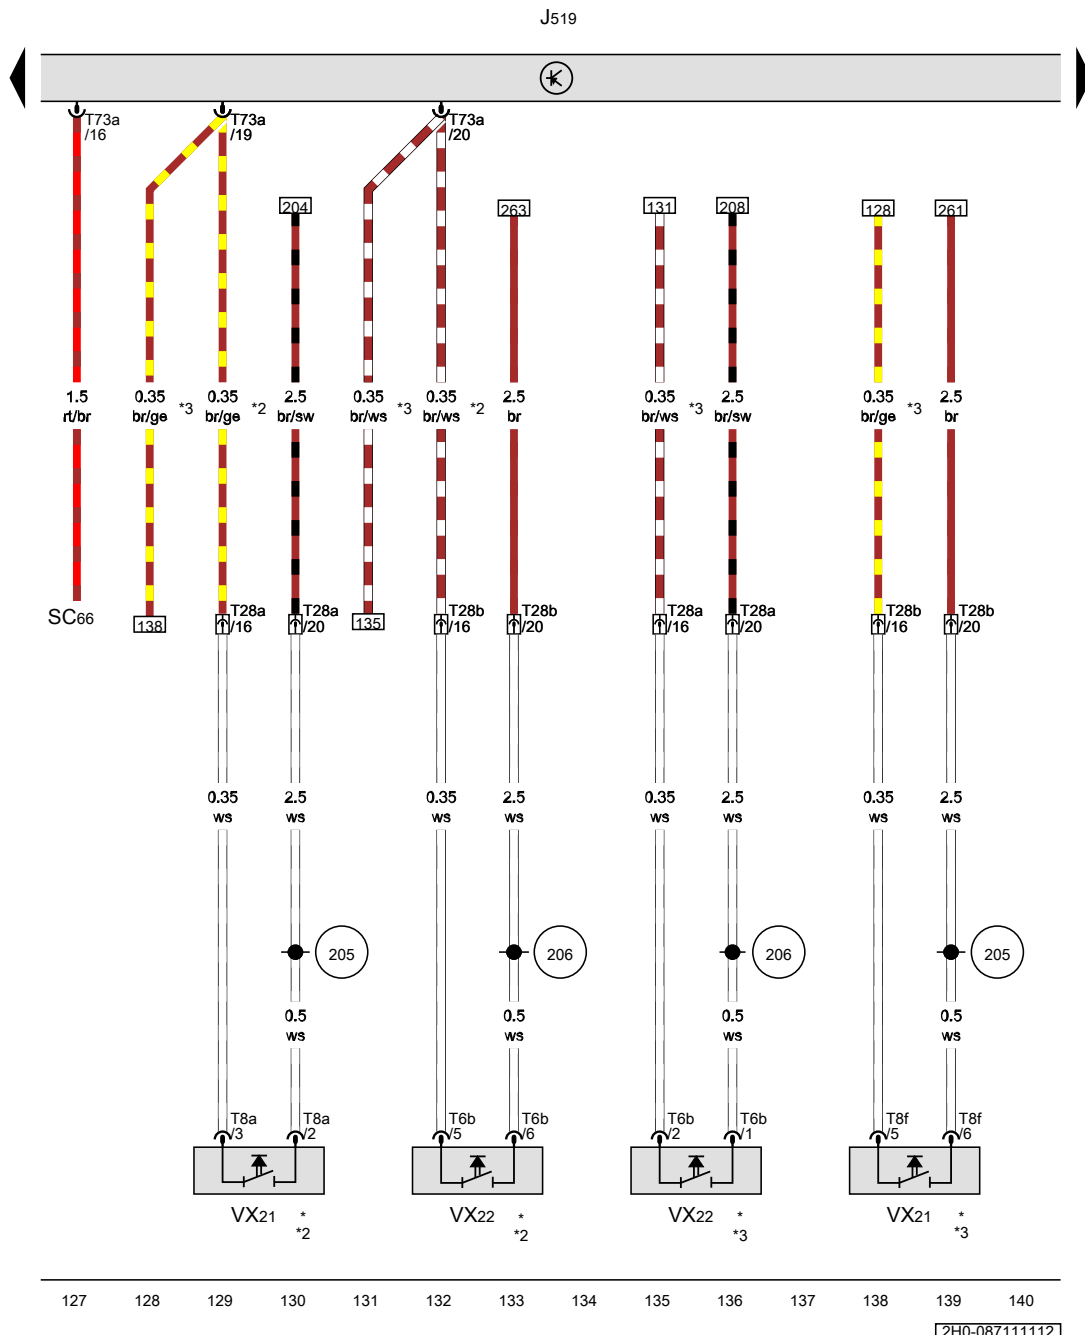 J519
T73a
/16
T73a
/19
T73a
/20
204
263
131
208
128
261
1.5
rt/br
0.35
br/ge
*3
0.35
br/ge
*2
2.5
br/sw
0.35
br/ws
*3
0.35
br/ws
*2
2.5
br
0.35
br/ws
*3
2.5
br/sw
0.35
br/ge
*3
2.5
br
SC66
138
T28a
/16
T28a
/20
135
T28b
/16
T28b
/20
T28a
/16
T28a
/20
T28b
/16
T28b
/20
0.35
ws
2.5
ws
0.35
ws
2.5
ws
0.35
ws
2.5
ws
0.35
ws
2.5
ws
205
206
206
205
0.5
ws
0.5
ws
0.5
ws
0.5
ws
T8a
/3
T8a
/2
T6b
/5
T6b
/6
T6b
/2
T6b
/1
T8f
/5
T8f
/6
VX21 *
*2
VX22 *
*2
VX22 *
*3
VX21 *
*3
127 128 129 130 131 132 133 134 135 136 137 138 139 140
2H0-087111112